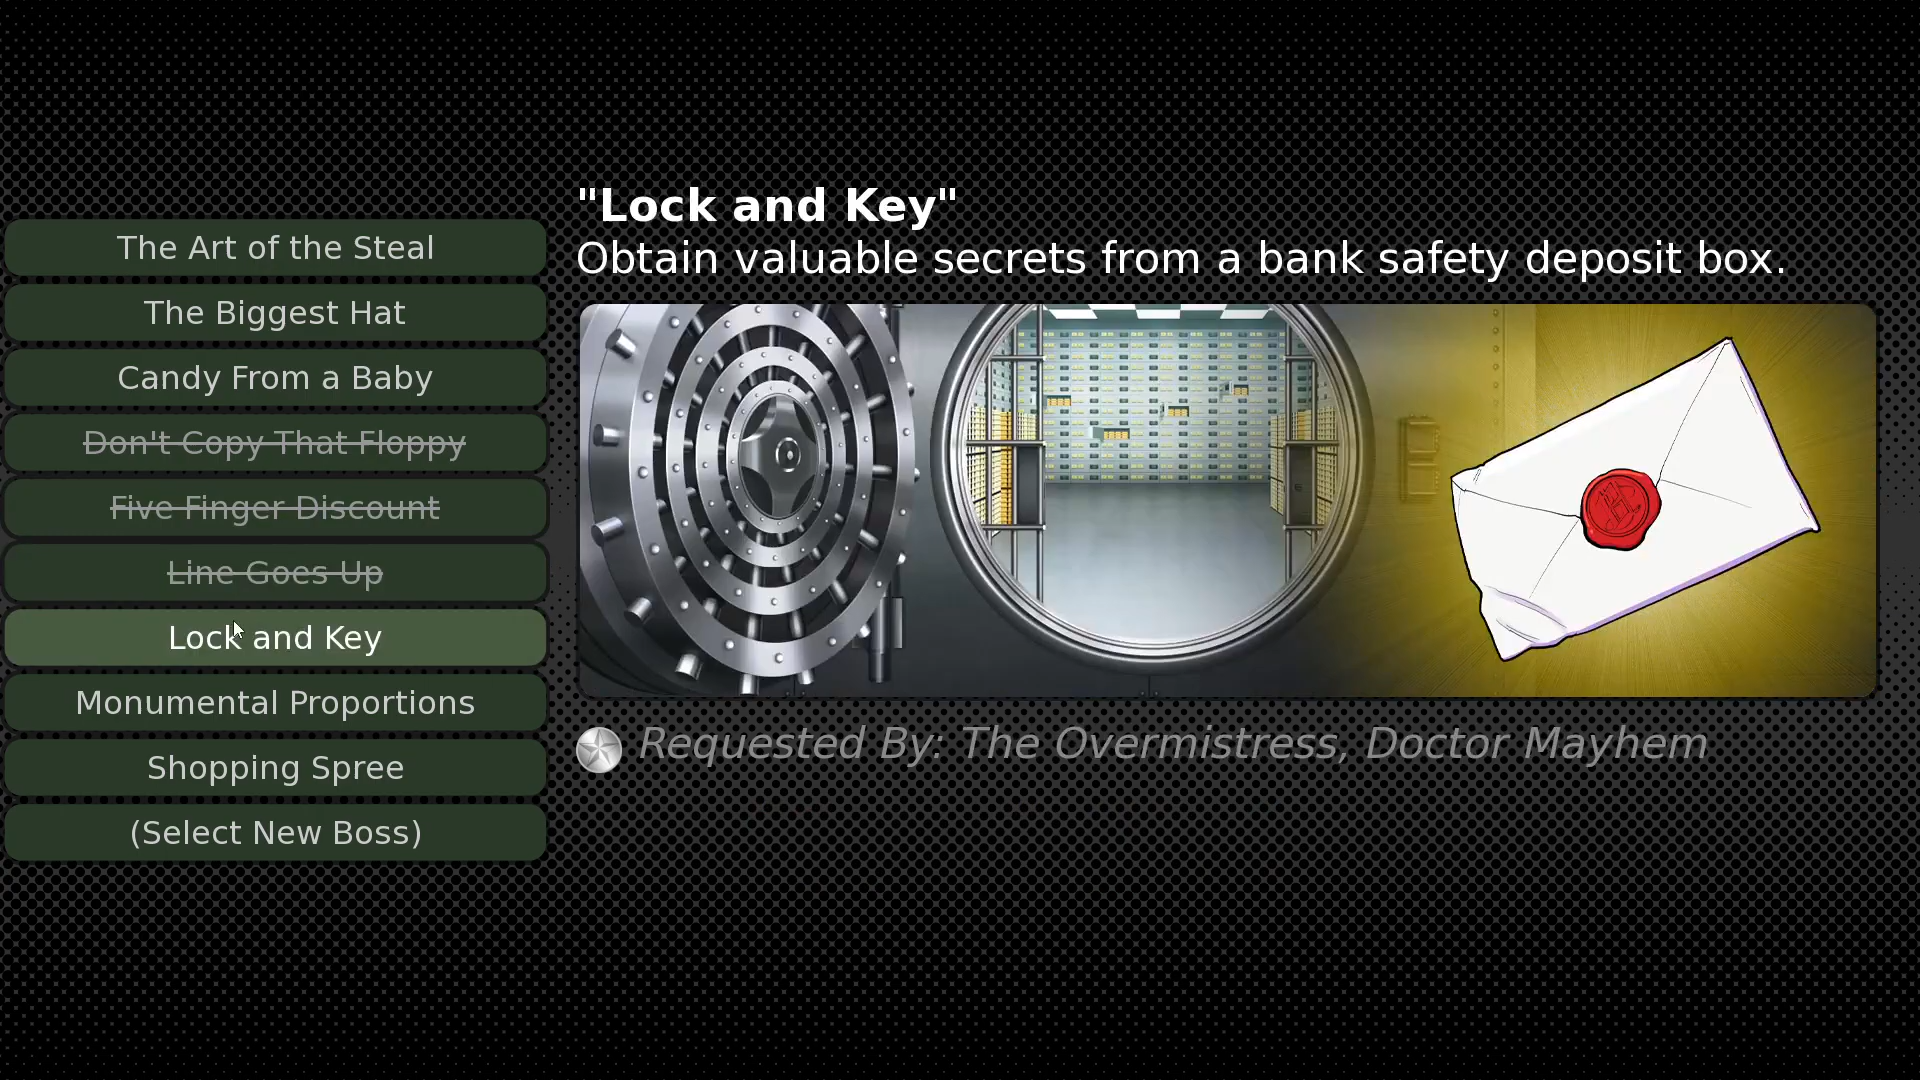 The Art of the Steal
The Biggest Hat
Candy From a Baby
Don't Copy That Floppy
Five Finger Discount
Line Goes Up
Lock and Key
Monumental Proportions
Shopping Spree
(Select New Boss)
"Lock and Key"
Obtain valuable secrets from a bank safety deposit box.
Requested By: The Overmistress, Doctor Mayhem